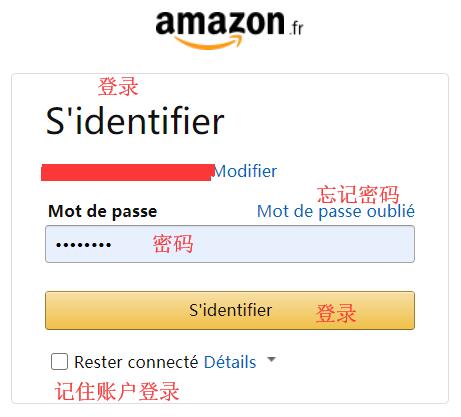 amazon.fr
登录
S'identifier
Modifier
忘记密码
Mot de passe Mot de passe oublié
•••••••• 密码
S'identifier 登录
Rester connecté Détails
记住账户登录